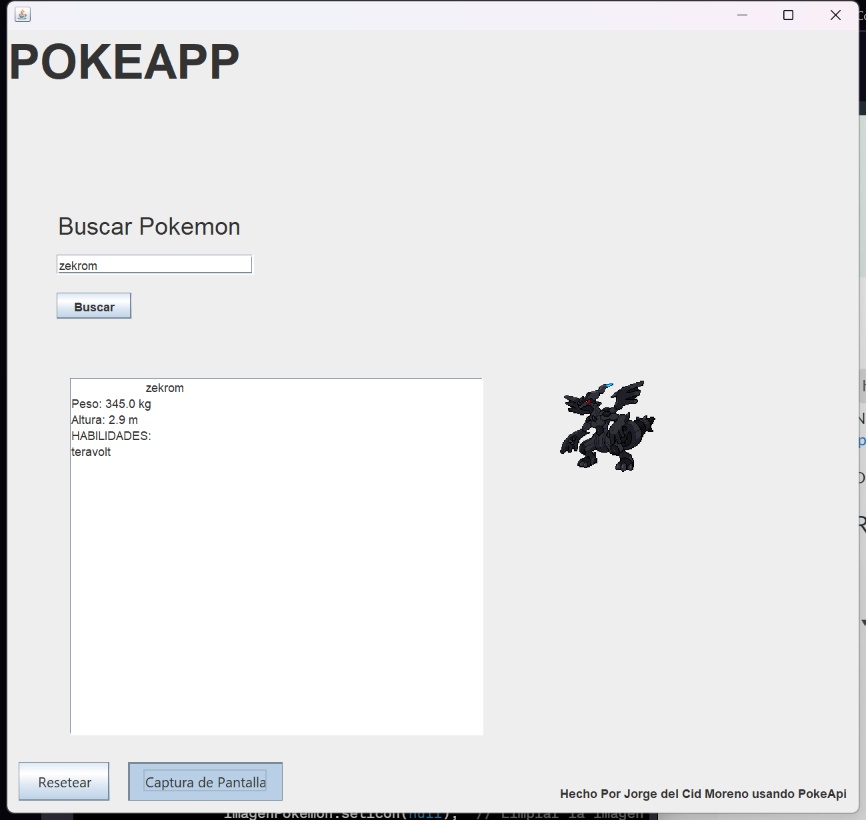 POKEAPP
Buscar Pokemon
zekrom
Buscar
zekrom
Peso: 345.0 kg
Altura: 2.9 m
HABILIDADES:
teravolt
Resetear
Captura de Pantalla
Hecho Por Jorge del Cid Moreno usando PokeApi
imagenPokemon.setIcon(null); // Limpiar la imagen